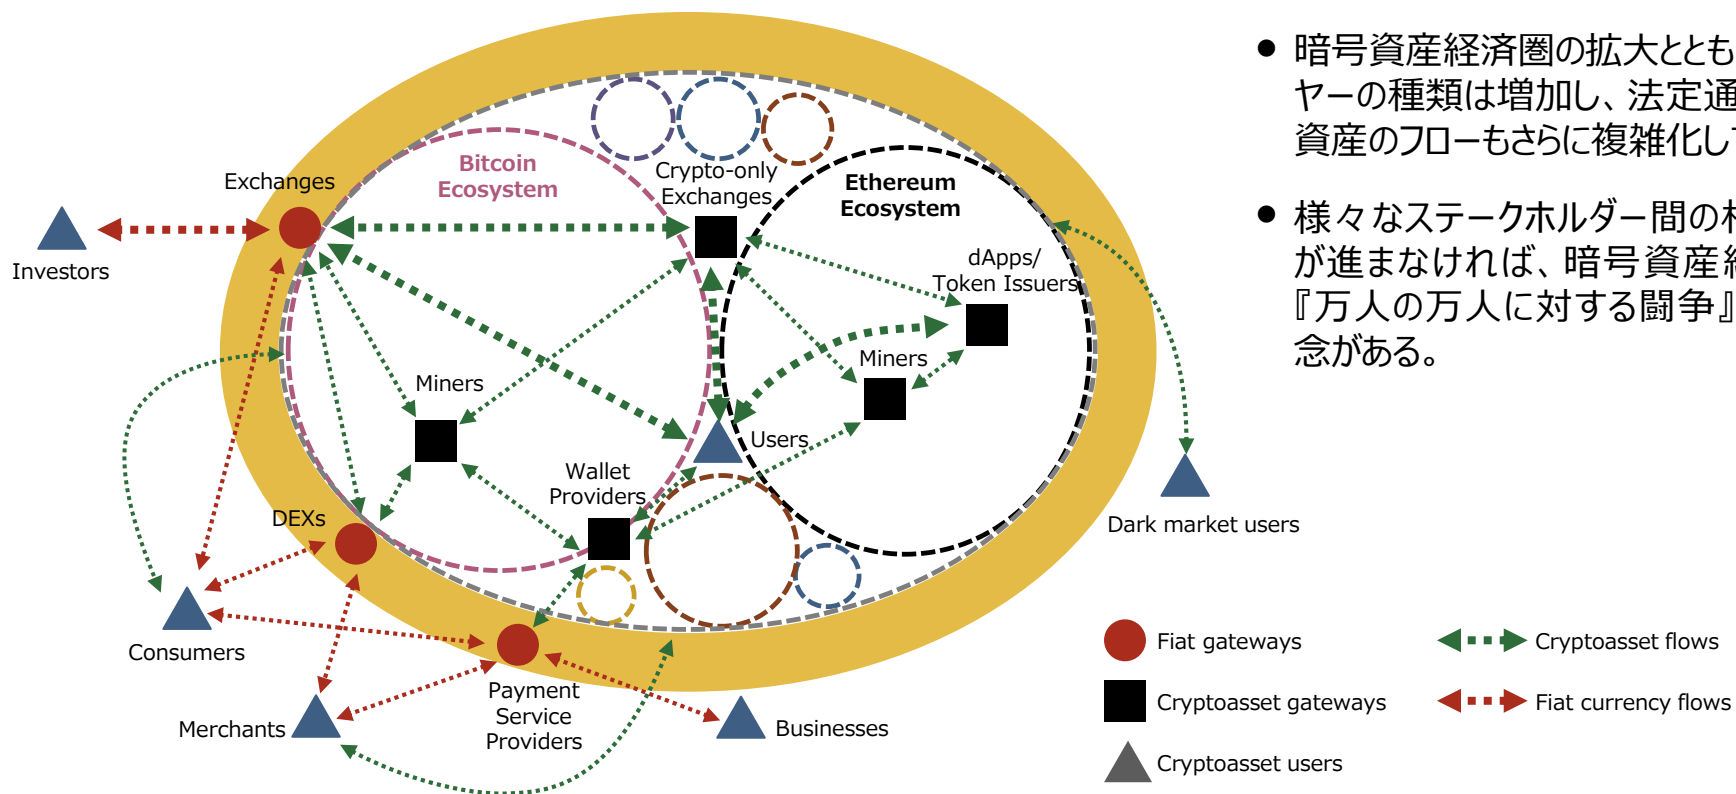 Exchanges
Bitcoin
Ecosystem
Crypto-only
Exchanges
Ethereum
Ecosystem
Investors
dApps/
Token Issuers
Miners
Miners
Users
Wallet
Providers
DEXs
Dark market users
Consumers
Merchants
Payment
Service
Providers
Businesses
● 暗号資産経済圏の拡大ととも
ヤーの種類は増加し、法定通
資産のフローもさらに複雑化し
● 様々なステークホルダー間の
が進まなければ、暗号資産
『万人の万人に対する闘争』
念がある。
Fiat gateways
Cryptoasset flows
Cryptoasset gateways
Fiat currency flows
Cryptoasset users